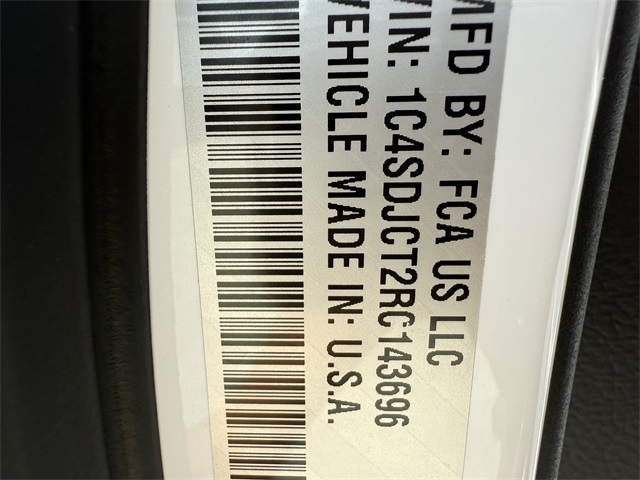 MFD BY: FCA US LLC
VIN: 1C4SDJCT2RC143696
VEHICLE MADE IN: U.S.A.